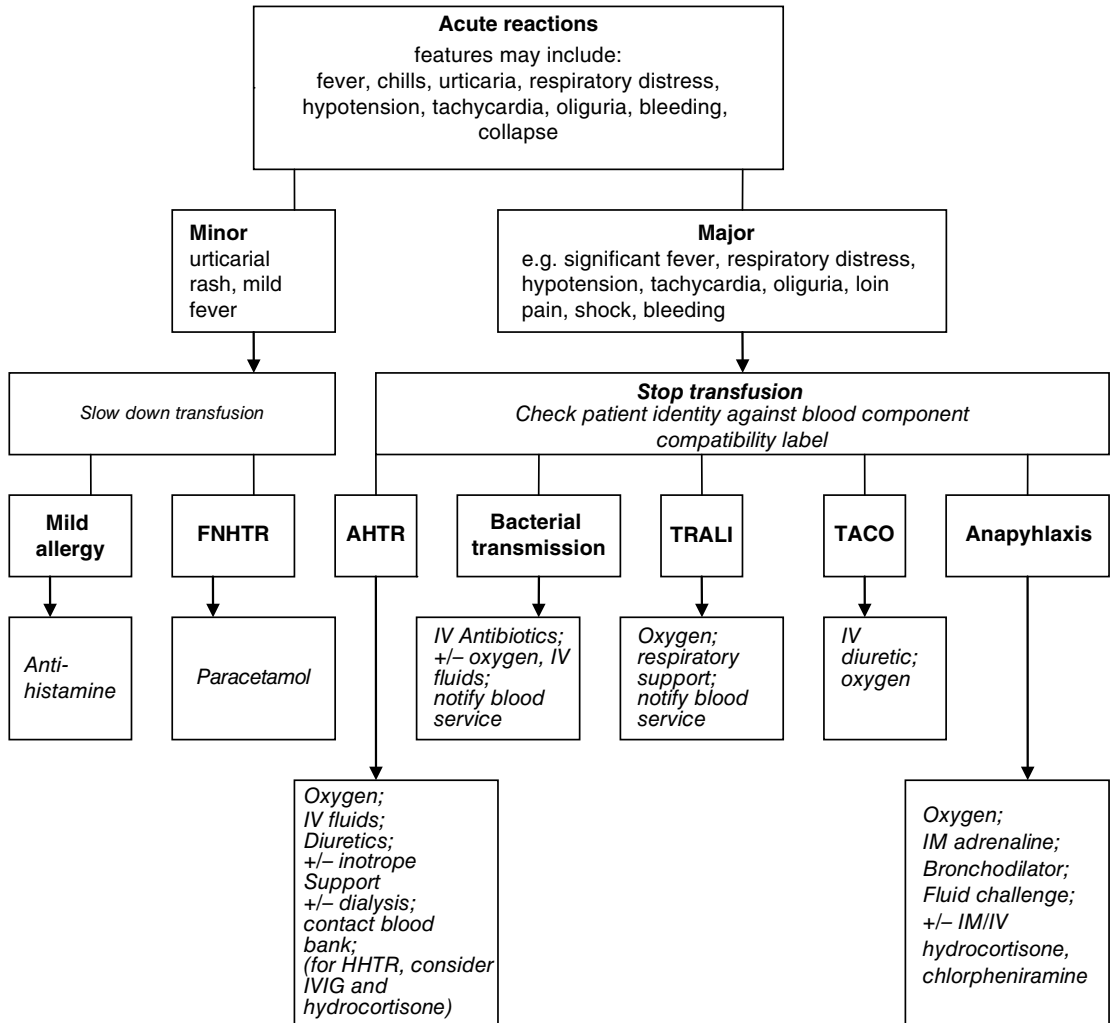 Acute reactions
features may include:
fever, chills, urticaria, respiratory distress,
hypotension, tachycardia, oliguria, bleeding,
collapse
Minor
urticarial
rash, mild
fever
Major
e.g. significant fever, respiratory distress,
hypotension, tachycardia, oliguria, loin
pain, shock, bleeding
Slow down transfusion
Stop transfusion
Check patient identity against blood component
compatibility label
Mild
allergy
FNHTR
AHTR
Bacterial
transmission
TRALI
TACO
Anapyhlaxis
Anti-
histamine
Paracetamol
IV Antibiotics;
+/– oxygen, IV
fluids;
notify blood
service
Oxygen;
respiratory
support;
notify blood
service
IV
diuretic;
oxygen
Oxygen;
IV fluids;
Diuretics;
+/– inotrope
Support
+/– dialysis;
contact blood
bank;
(for HHTR, consider
IVIG and
hydrocortisone)
Oxygen;
IM adrenaline;
Bronchodilator;
Fluid challenge;
+/– IM/IV
hydrocortisone,
chlorpheniramine